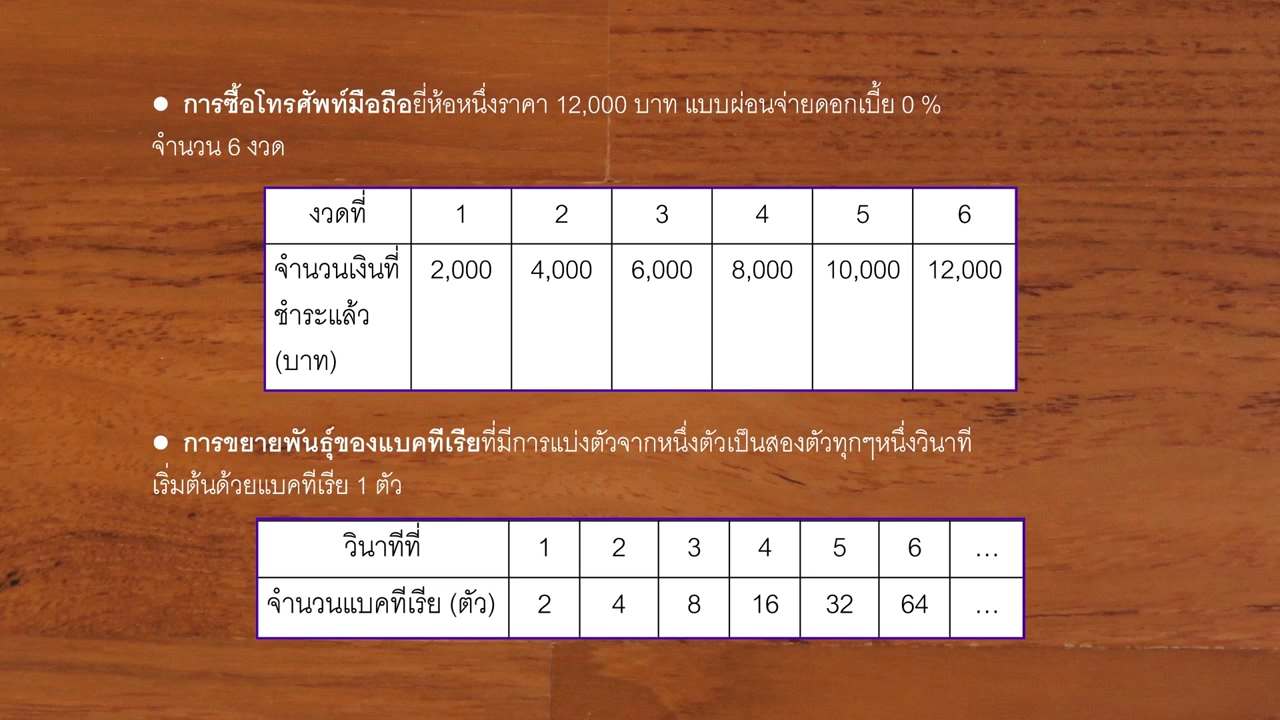 ● การซื้อโทรศัพท์มือถือยี่ห้อหนึ่งราคา 12,000 บาท แบบผ่อนจ่ายดอกเบี้ย 0 %
จำนวน 6 งวด
งวดที่ 1 2 3 4 5 6
จำนวนเงินที่ 2,000 4,000 6,000 8,000 10,000 12,000
ชำระแล้ว
(บาท)
● การขยายพันธุ์ของแบคทีเรียที่มีการแบ่งตัวจากหนึ่งตัวเป็นสองตัวทุกๆหนึ่งวินาที
เริ่มต้นด้วยแบคทีเรีย 1 ตัว
วินาทีที่ 1 2 3 4 5 6 ...
จำนวนแบคทีเรีย (ตัว) 2 4 8 16 32 64 ...